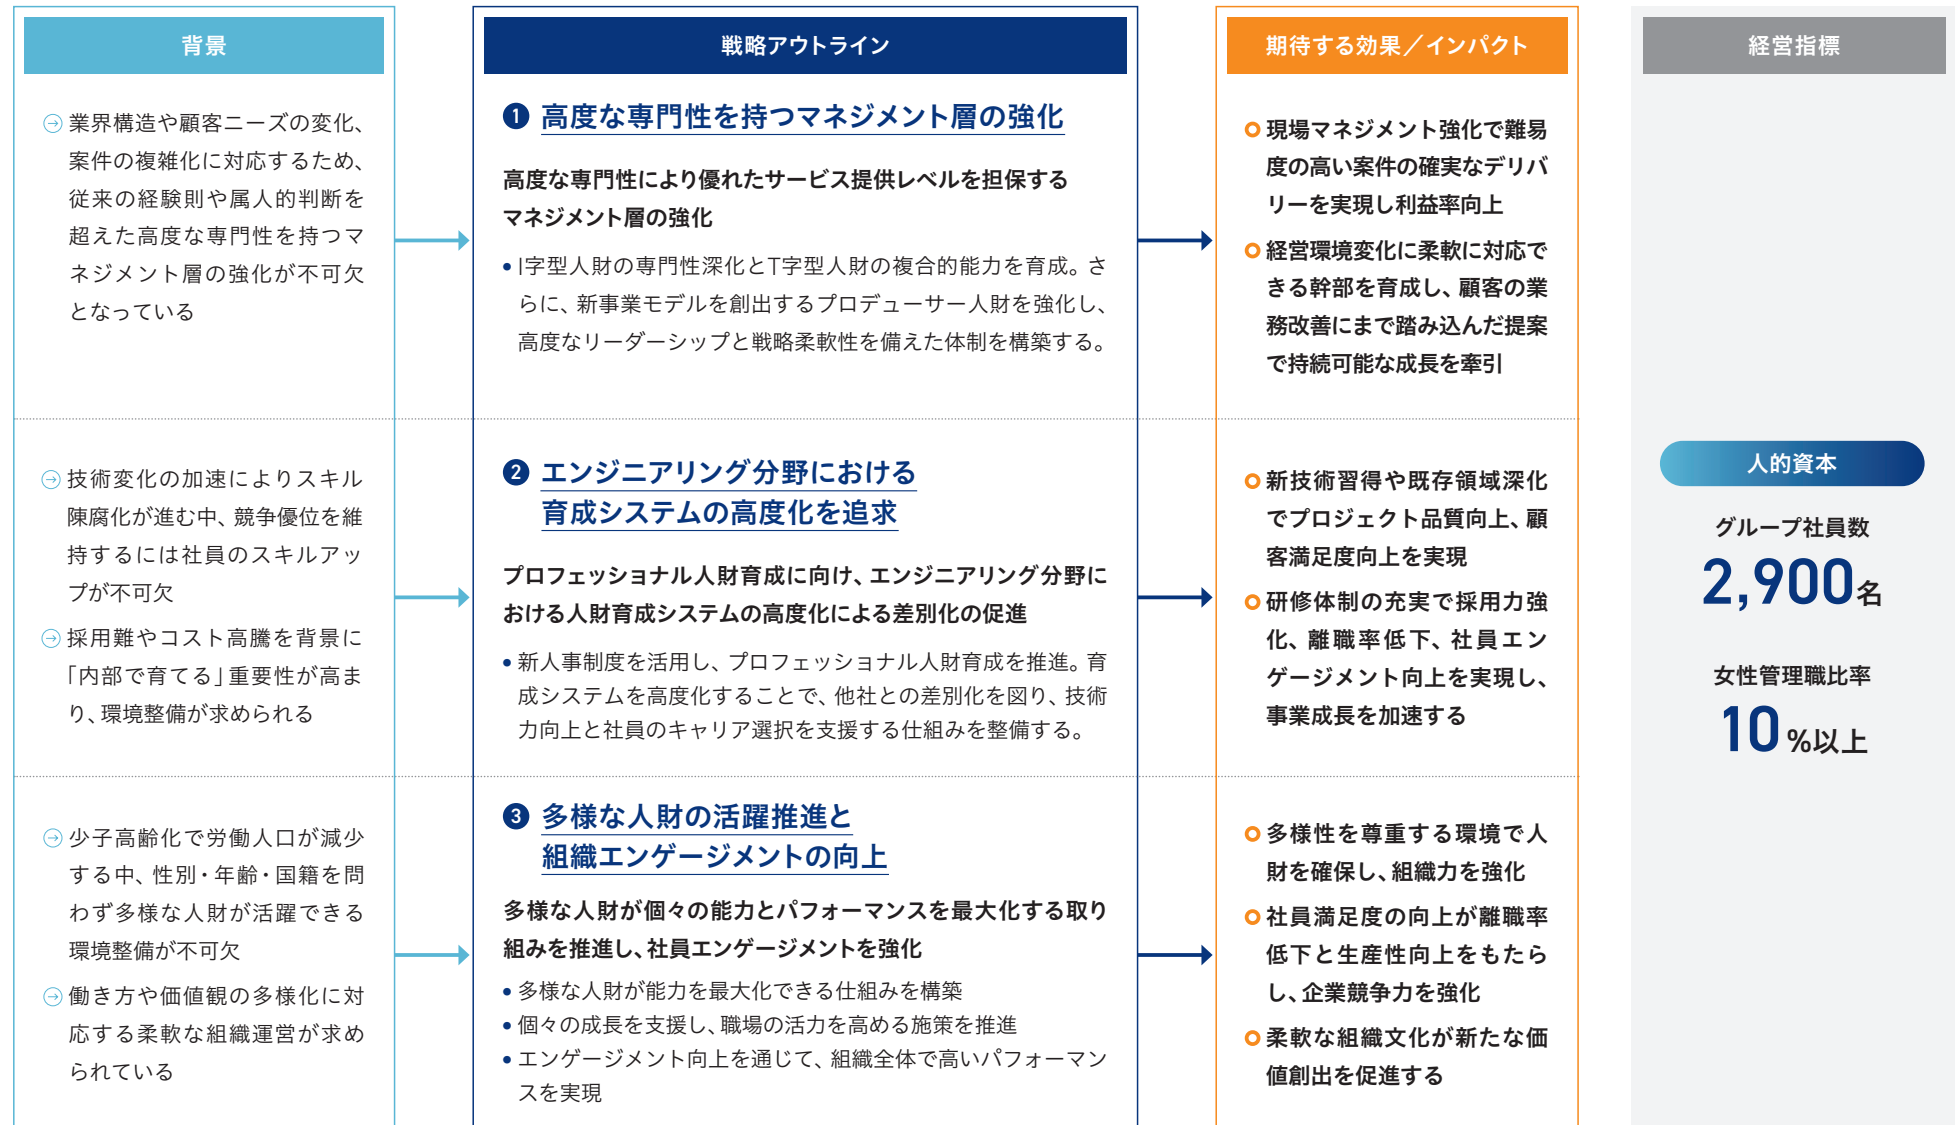 背景
戦略アウトライン
期待する効果／インパクト
経営指標
業界構造や顧客ニーズの変化、
案件の複雑化に対応するため、
従来の経験則や属人的判断を
超えた高度な専門性を持つマ
ネジメント層の強化が不可欠
となっている
❶ 高度な専門性を持つマネジメント層の強化
高度な専門性により優れたサービス提供レベルを担保する
マネジメント層の強化
•I字型人財の専門性深化とT字型人財の複合的能力を育成。さ
らに、新事業モデルを創出するプロデューサー人財を強化し、
高度なリーダーシップと戦略柔軟性を備えた体制を構築する。
現場マネジメント強化で難易
度の高い案件の確実なデリバ
リーを実現し利益率向上
経営環境変化に柔軟に対応で
きる幹部を育成し、顧客の業
務改善にまで踏み込んだ提案
で持続可能な成長を牽引
技術変化の加速によりスキル
陳腐化が進む中、競争優位を維
持するには社員のスキルアッ
プが不可欠
採用難やコスト高騰を背景に
「内部で育てる」重要性が高ま
り、環境整備が求められる
❷ エンジニアリング分野における
育成システムの高度化を追求
プロフェッショナル人財育成に向け、エンジニアリング分野に
おける人財育成システムの高度化による差別化の促進
•新人事制度を活用し、プロフェッショナル人財育成を推進。育
成システムを高度化することで、他社との差別化を図り、技術
力向上と社員のキャリア選択を支援する仕組みを整備する。
新技術習得や既存領域深化
でプロジェクト品質向上、顧
客満足度向上を実現
研修体制の充実で採用力強
化、離職率低下、社員エン
ゲージメント向上を実現し、
事業成長を加速する
少子高齢化で労働人口が減少
する中、性別・年齢・国籍を問
わず多様な人財が活躍できる
環境整備が不可欠
働き方や価値観の多様化に対
応する柔軟な組織運営が求め
られている
❸ 多様な人財の活躍推進と
組織エンゲージメントの向上
多様な人財が個々の能力とパフォーマンスを最大化する取り
組みを推進し、社員エンゲージメントを強化
•多様な人財が能力を最大化できる仕組みを構築
•個々の成長を支援し、職場の活力を高める施策を推進
•エンゲージメント向上を通じて、組織全体で高いパフォーマン
スを実現
多様性を尊重する環境で人
財を確保し、組織力を強化
社員満足度の向上が離職率
低下と生産性向上をもたら
し、企業競争力を強化
柔軟な組織文化が新たな価
値創出を促進する
人的資本
グループ社員数
2,900名
女性管理職比率
10%以上